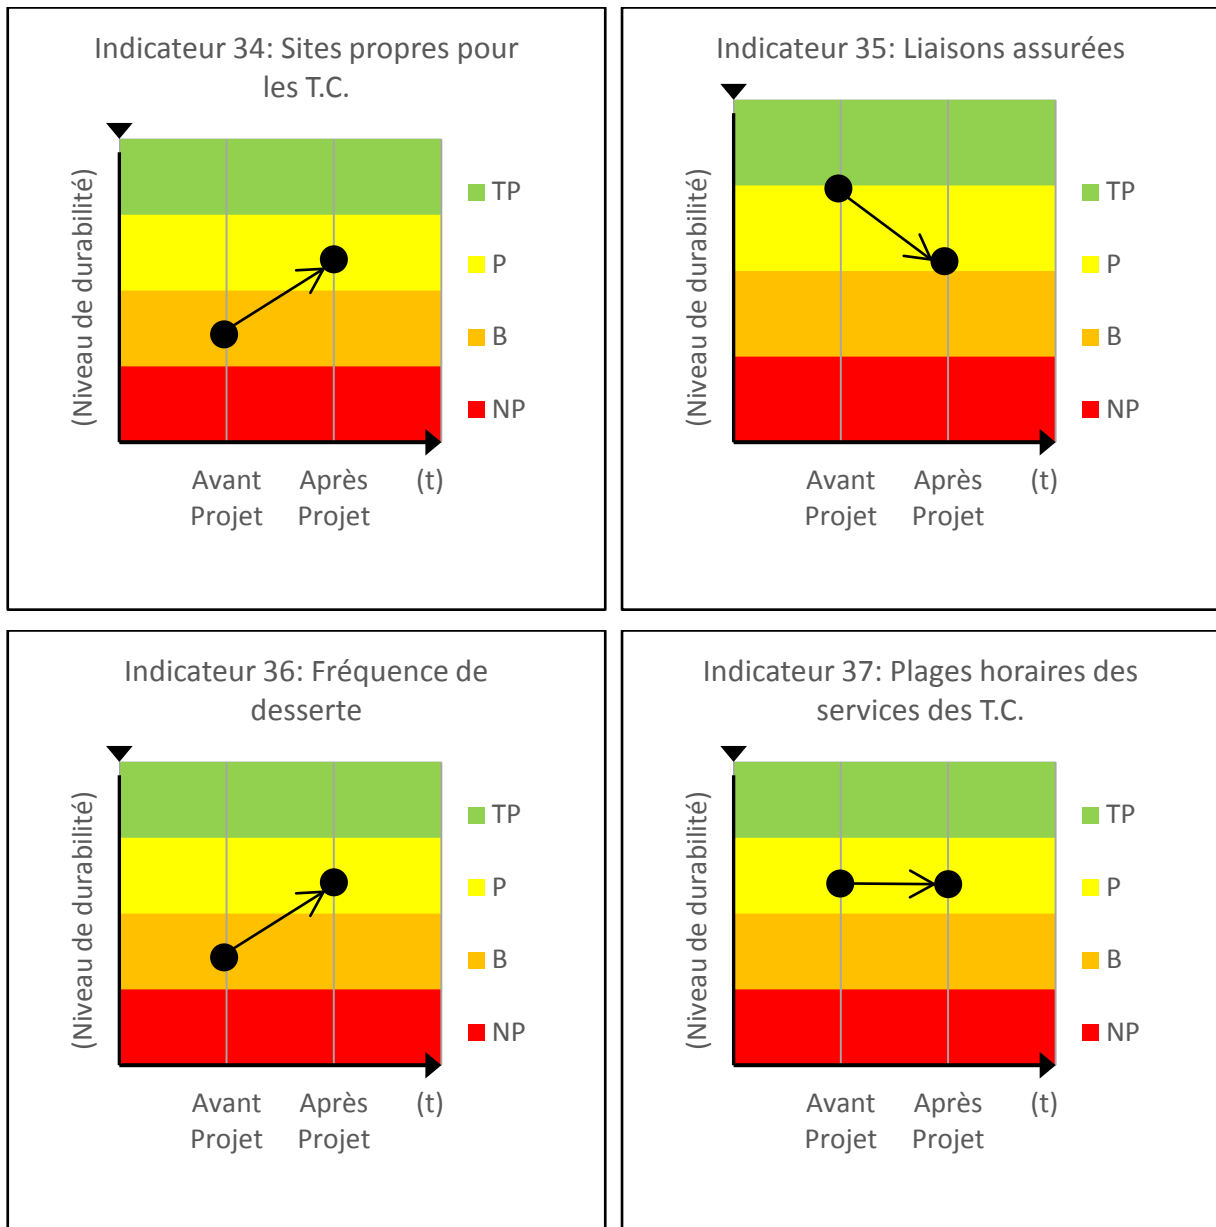 Indicateur 34: Sites propres pour
les T.C.
(Niveau de durabilité)
TP
P
B
NP
Avant
Projet
Après
Projet
(t)
Indicateur 35: Liaisons assurées
(Niveau de durabilité)
TP
P
B
NP
Avant
Projet
Après
Projet
(t)
Indicateur 36: Fréquence de
desserte
(Niveau de durabilité)
TP
P
B
NP
Avant
Projet
Après
Projet
(t)
Indicateur 37: Plages horaires des
services des T.C.
(Niveau de durabilité)
TP
P
B
NP
Avant
Projet
Après
Projet
(t)